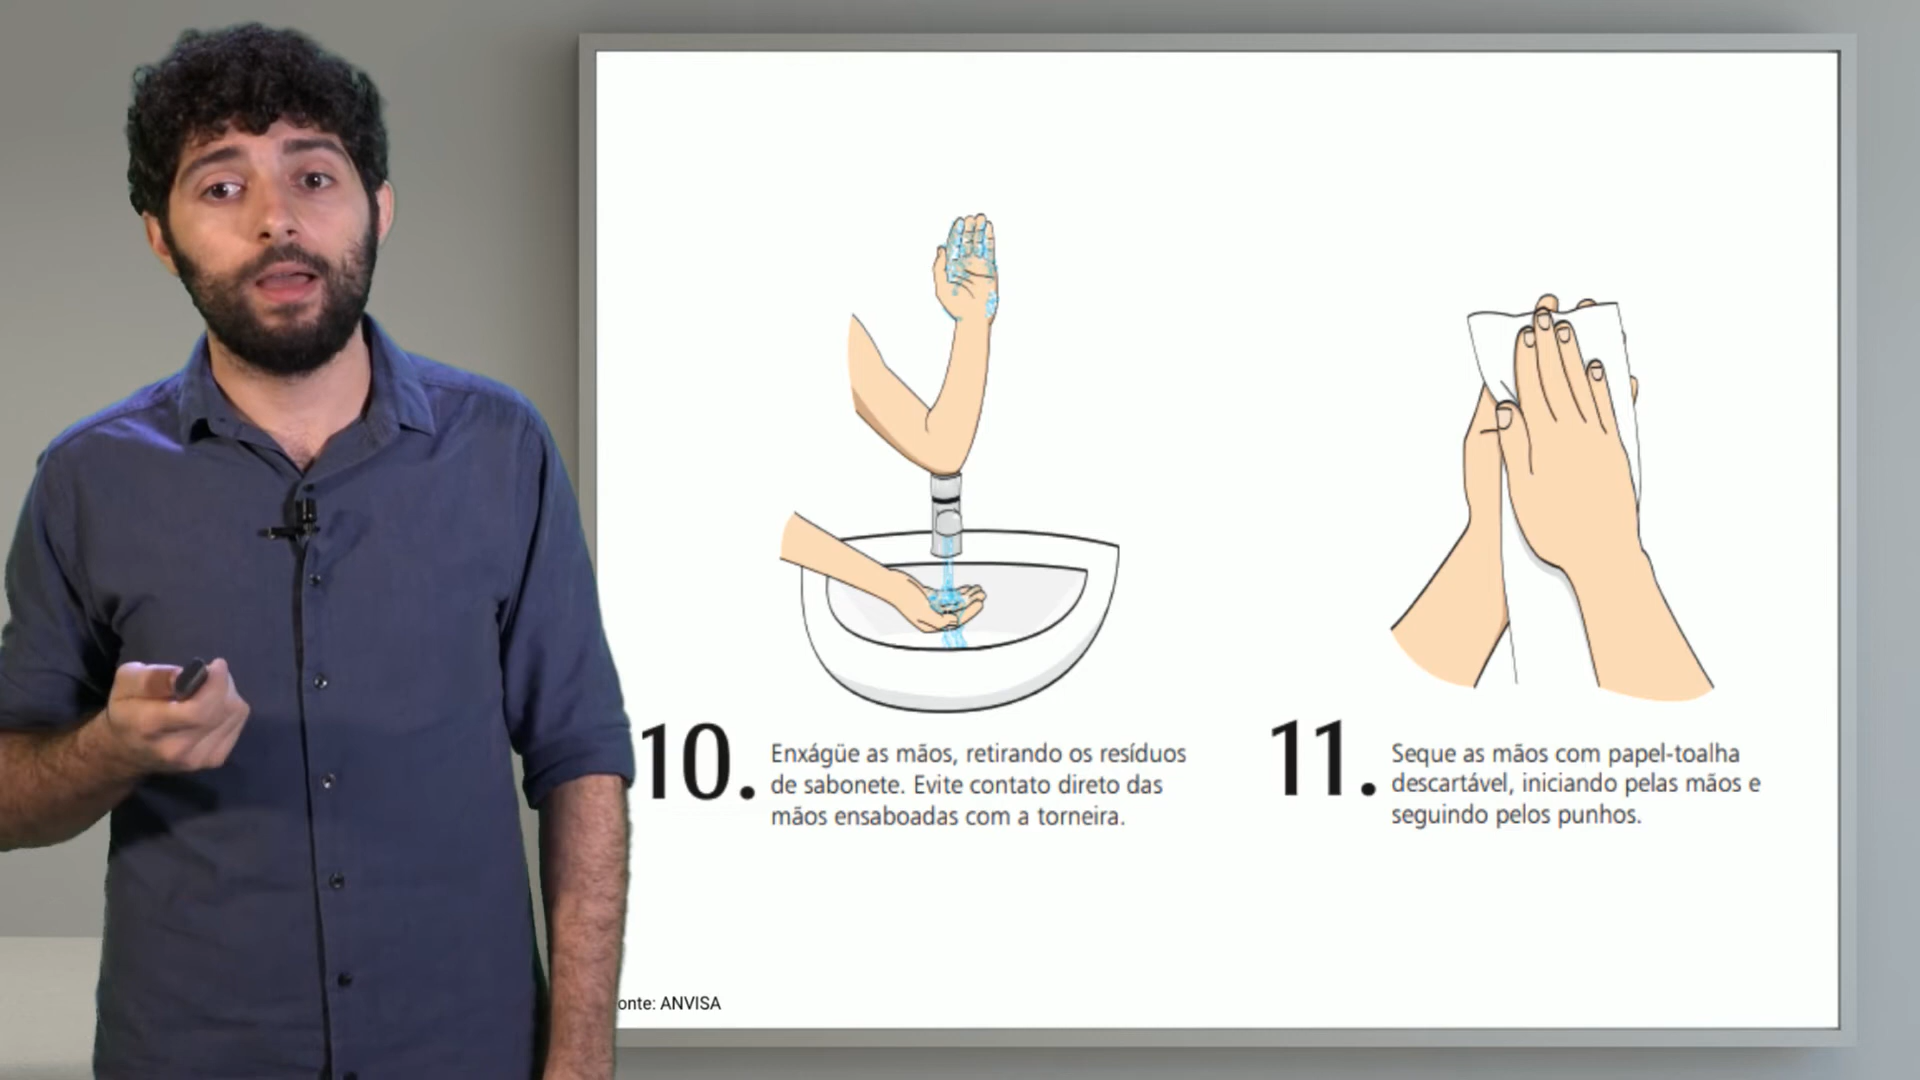 10.
Enxágüe as mãos, retirando os resíduos
de sabonete. Evite contato direto das
mãos ensaboadas com a torneira.
11.
Seque as mãos com papel-toalha
descartável, iniciando pelas mãos e
seguindo pelos punhos.
onte: ANVISA